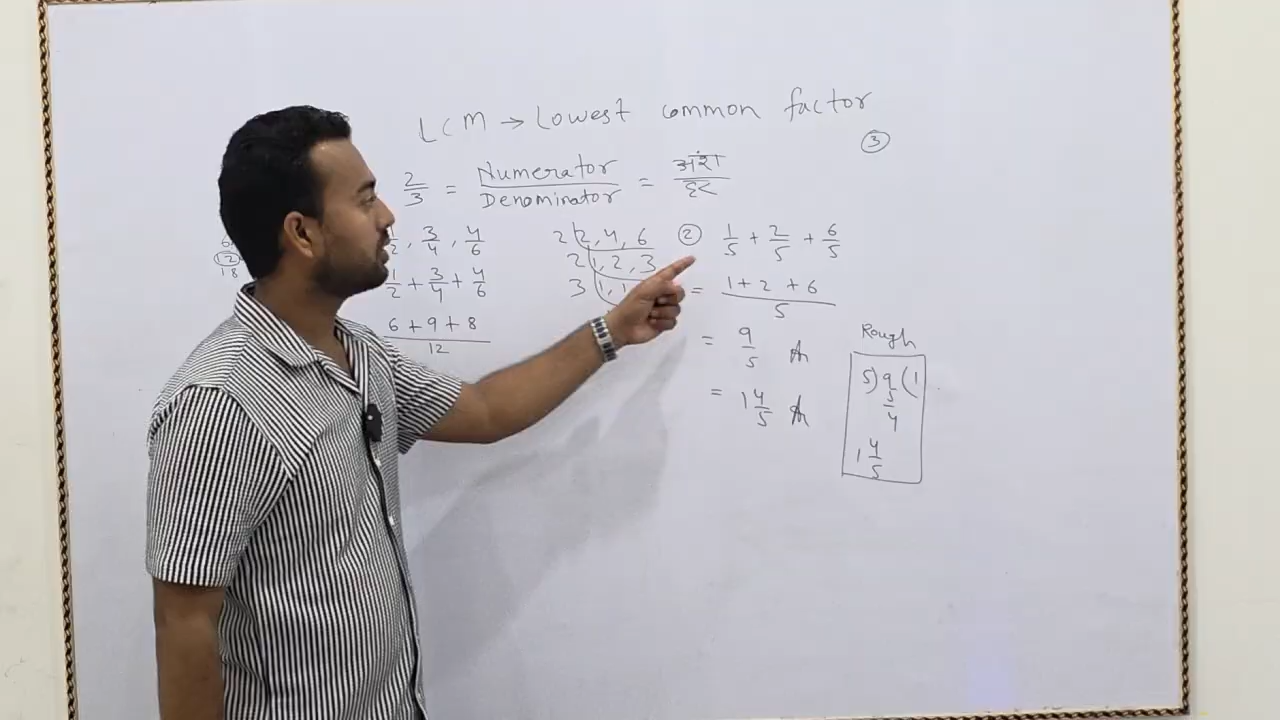 LCM → Lowest common factor
③
2/3 = Numerator/Denominator = अंश/हर
6
12
18
1/2, 3/4, 4/6
1/2 + 3/4 + 4/6
6 + 9 + 8/12
2 2, 4, 6
2 1, 2, 3
3 1, 1
② 1/5 + 2/5 + 6/5
= 1 + 2 + 6/5
= 9/5 A
= 1 4/5 A
Rough
5) 9 (1
5
4
1 4/5